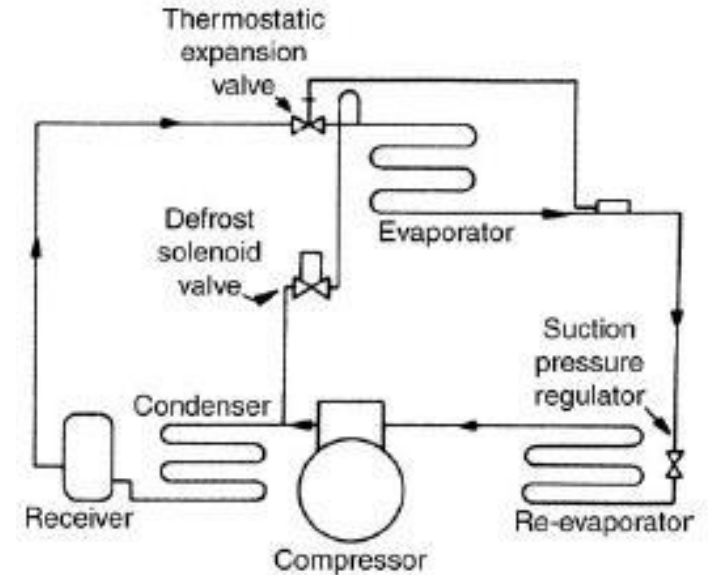 Thermostatic
expansion
valve
Defrost
solenoid
valve
Evaporator
Suction
pressure
regulator
Condenser
Receiver
Compressor
Re-evaporator